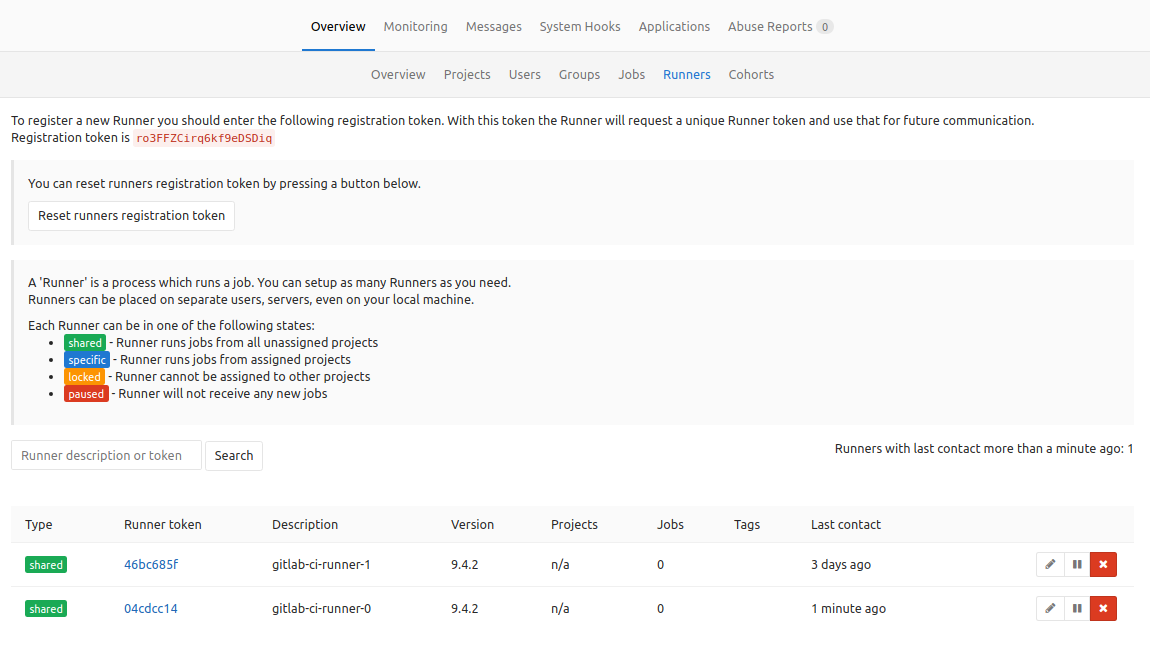 Overview Monitoring Messages System Hooks Applications Abuse Reports 0
Overview Projects Users Groups Jobs Runners Cohorts
To register a new Runner you should enter the following registration token. With this token the Runner will request a unique Runner token and use that for future communication.
Registration token is ro3FFZCirq6kf9eDSDiq
You can reset runners registration token by pressing a button below.
Reset runners registration token
A 'Runner' is a process which runs a job. You can setup as many Runners as you need.
Runners can be placed on separate users, servers, even on your local machine.
Each Runner can be in one of the following states:
• shared - Runner runs jobs from all unassigned projects
• specific - Runner runs jobs from assigned projects
• locked - Runner cannot be assigned to other projects
• paused - Runner will not receive any new jobs
Runner description or token Search Runners with last contact more than a minute ago: 1
Type Runner token Description Version Projects Jobs Tags Last contact
shared 46bc685f gitlab-ci-runner-1 9.4.2 n/a 0 3 days ago
shared 04cdcc14 gitlab-ci-runner-0 9.4.2 n/a 0 1 minute ago